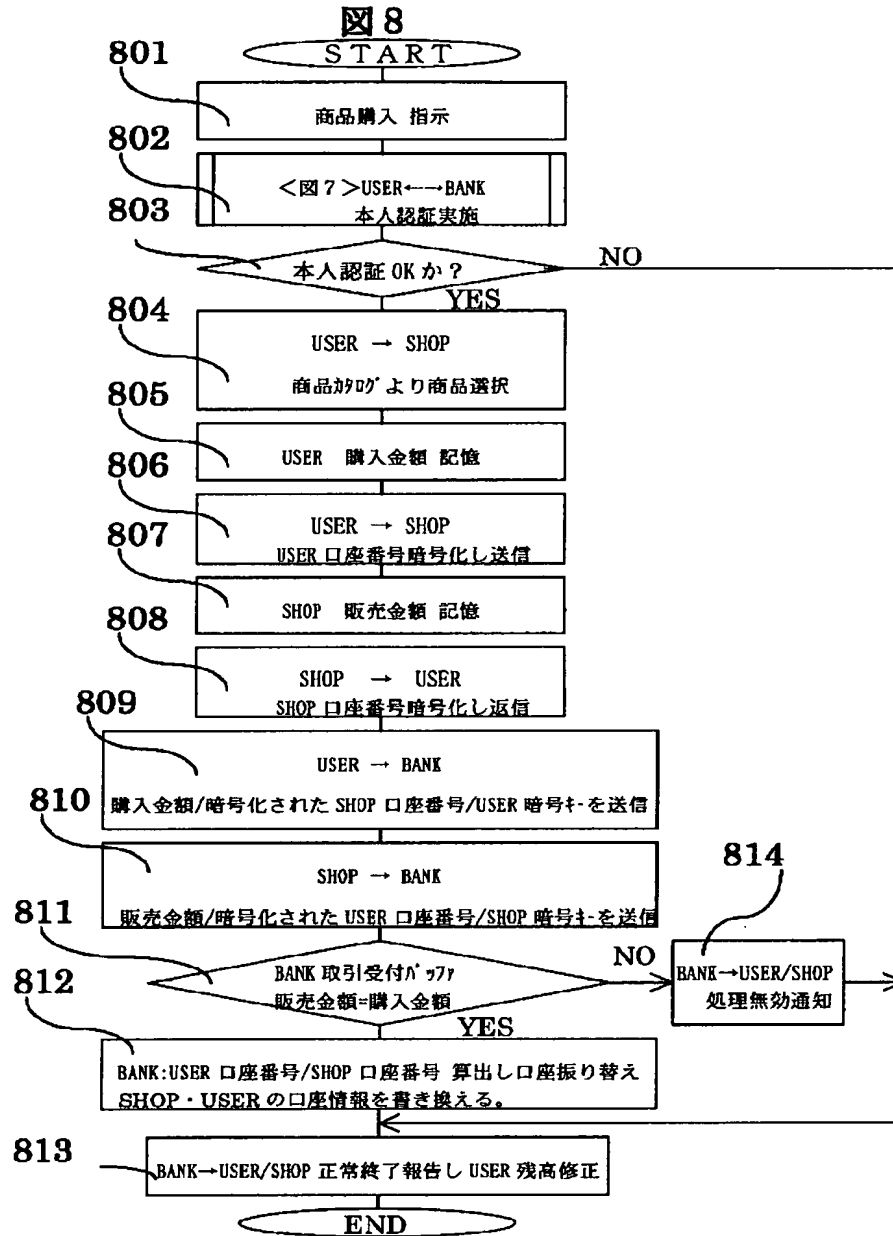 図8
START
801
商品購入 指示
802
<図7>USER←--→BANK
本人認証実施
803
本人認証 OKか?
NO
YES
804
USER → SHOP
商品ｶﾀﾛｸﾞより商品選択
805
USER 購入金額 記憶
806
USER → SHOP
USER 口座番号暗号化し送信
807
SHOP 販売金額 記憶
808
SHOP → USER
SHOP 口座番号暗号化し返信
809
USER → BANK
購入金額/暗号化された SHOP 口座番号/USER 暗号ｷｰを送信
810
SHOP → BANK
販売金額/暗号化された USER 口座番号/SHOP 暗号ｷｰを送信
811
BANK 取引受付ﾊﾞｯﾌｧ
販売金額=購入金額
NO
YES
814
BANK→USER/SHOP
処理無効通知
812
BANK:USER 口座番号/SHOP 口座番号 算出し口座振り替え
SHOP・USER の口座情報を書き換える。
813
BANK→USER/SHOP 正常終了報告し USER 残高修正
END